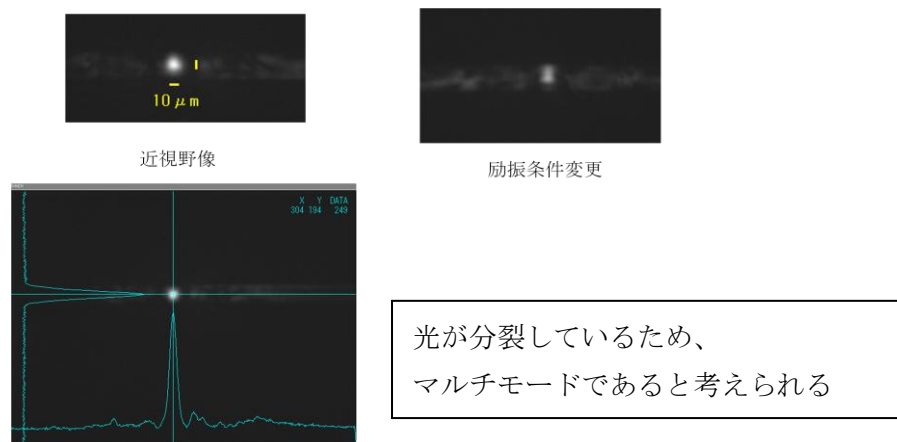 10μm
近視野像
励振条件変更
X Y DATA
304 194 249
光が分裂しているため、
マルチモードであると考えられる